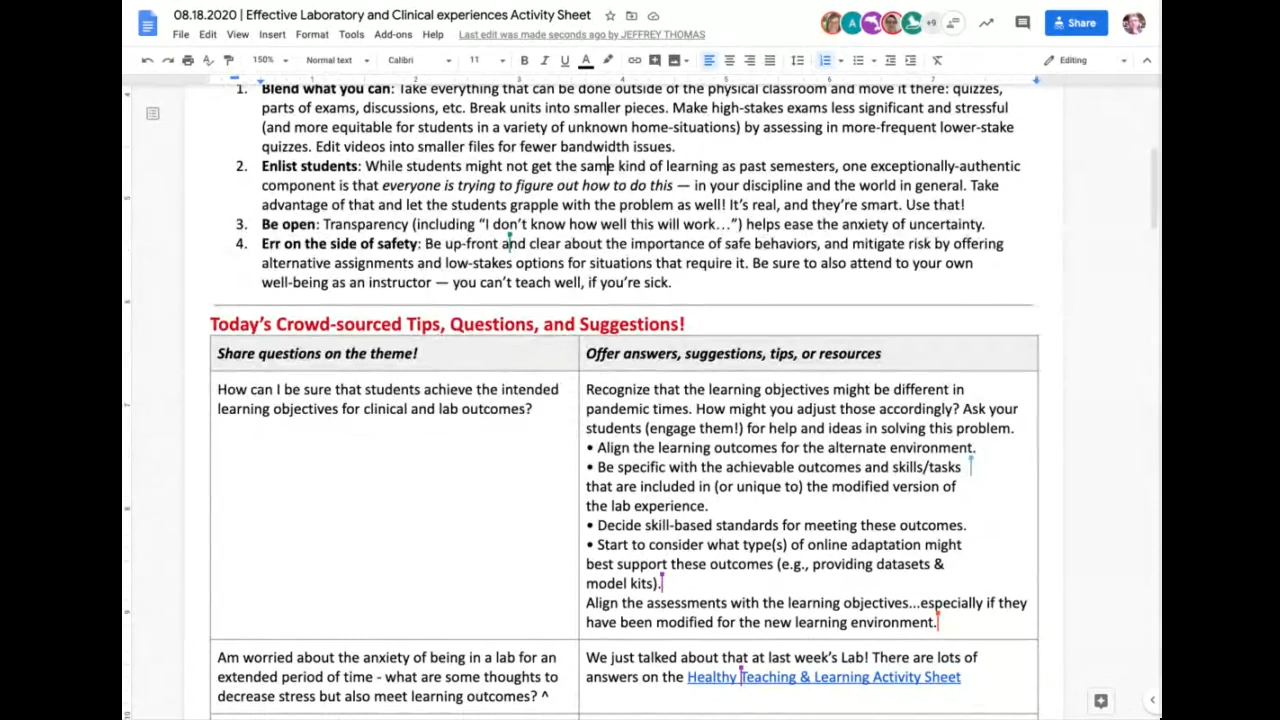 08.18.2020 | Effective Laboratory and Clinical experiences Activity Sheet
A
+9
Share
File Edit View Insert Format Tools Add-ons Help Last edit was made seconds ago by JEFFREY THOMAS
150% Normal text Calibri 11 B I U A Editing
1. Blend what you can: Take everything that can be done outside of the physical classroom and move it there: quizzes,
parts of exams, discussions, etc. Break units into smaller pieces. Make high-stakes exams less significant and stressful
(and more equitable for students in a variety of unknown home-situations) by assessing in more-frequent lower-stake
quizzes. Edit videos into smaller files for fewer bandwidth issues.
2. Enlist students: While students might not get the same kind of learning as past semesters, one exceptionally-authentic
component is that everyone is trying to figure out how to do this — in your discipline and the world in general. Take
advantage of that and let the students grapple with the problem as well! It’s real, and they’re smart. Use that!
3. Be open: Transparency (including “I don’t know how well this will work…”) helps ease the anxiety of uncertainty.
4. Err on the side of safety: Be up-front and clear about the importance of safe behaviors, and mitigate risk by offering
alternative assignments and low-stakes options for situations that require it. Be sure to also attend to your own
well-being as an instructor — you can’t teach well, if you’re sick.
Today’s Crowd-sourced Tips, Questions, and Suggestions!
Share questions on the theme!
Offer answers, suggestions, tips, or resources
How can I be sure that students achieve the intended
learning objectives for clinical and lab outcomes?
Recognize that the learning objectives might be different in
pandemic times. How might you adjust those accordingly? Ask your
students (engage them!) for help and ideas in solving this problem.
• Align the learning outcomes for the alternate environment.
• Be specific with the achievable outcomes and skills/tasks
that are included in (or unique to) the modified version of
the lab experience.
• Decide skill-based standards for meeting these outcomes.
• Start to consider what type(s) of online adaptation might
best support these outcomes (e.g., providing datasets &
model kits).
Align the assessments with the learning objectives...especially if they
have been modified for the new learning environment.
Am worried about the anxiety of being in a lab for an
extended period of time - what are some thoughts to
decrease stress but also meet learning outcomes? ^
We just talked about that at last week’s Lab! There are lots of
answers on the Healthy Teaching & Learning Activity Sheet